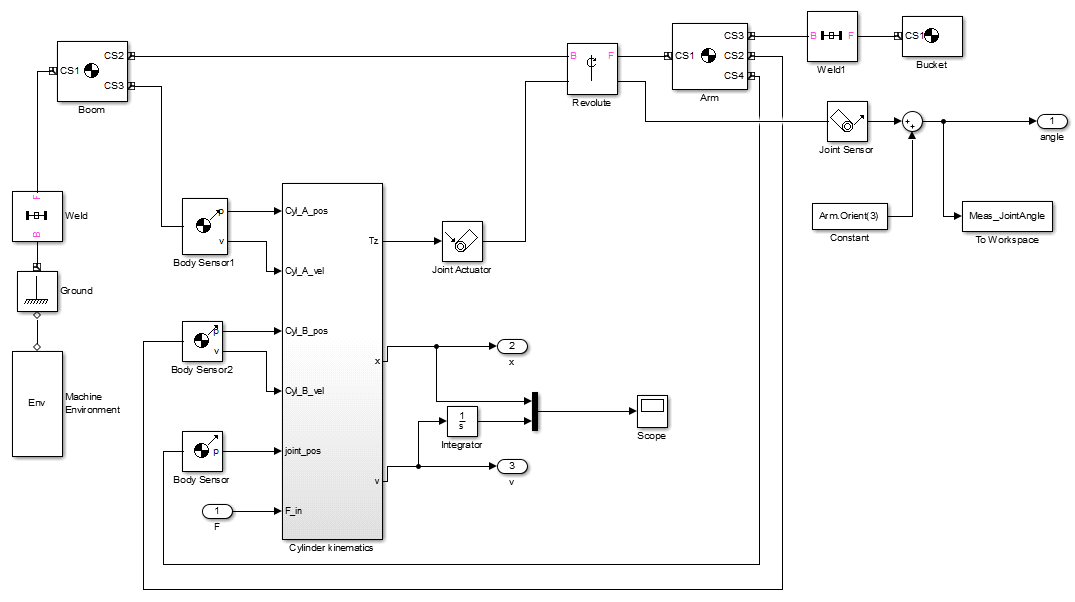 CS3
B
F
CS1
Weld1
Bucket
CS2
CS1
CS3
Boom
B
F
Revolute
CS1
CS2
CS4
Arm
Joint Sensor
+
+
1
angle
F
Weld
B
p
v
Body Sensor1
Cyl_A_pos
Tz
Joint Actuator
Cyl_A_vel
Arm.Orient(3)
Constant
Meas_JointAngle
To Workspace
Ground
p
v
Body Sensor2
Cyl_B_pos
x
2
x
Env
Machine
Environment
Cyl_B_vel
1
s
Integrator
Scope
p
Body Sensor
joint_pos
v
3
v
1
F
F_in
Cylinder kinematics